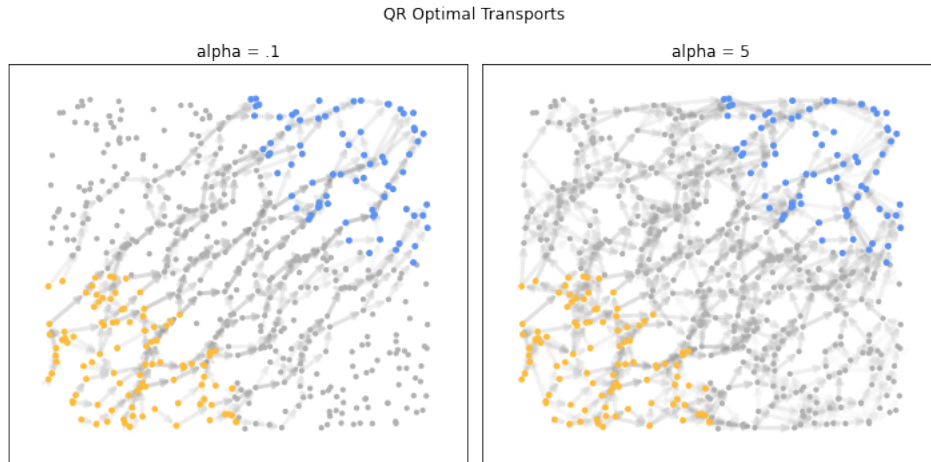 QR Optimal Transports
alpha = .1
alpha = 5